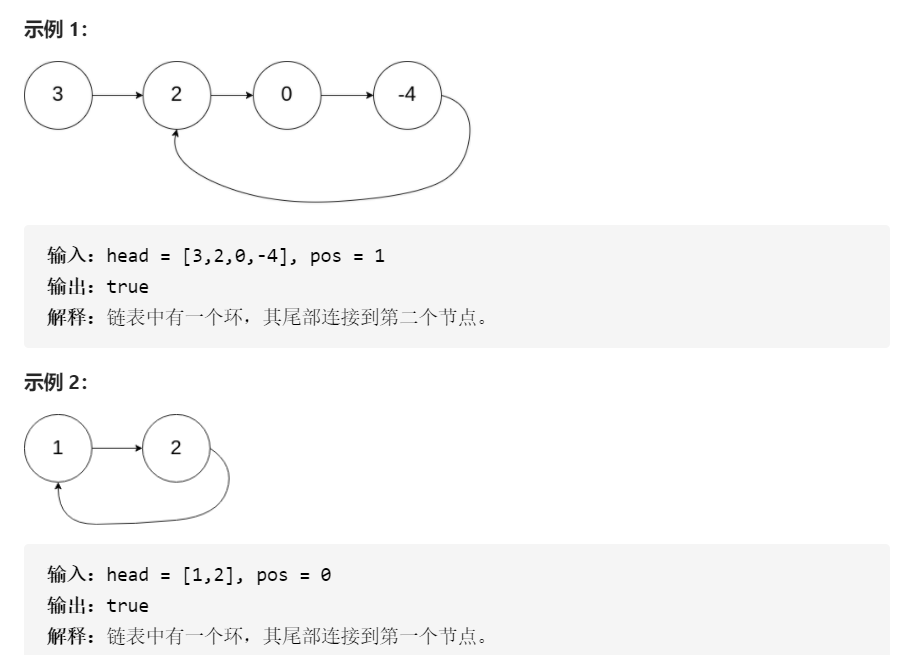 示例 1：
3 2 0 -4
输入：head = [3,2,0,-4], pos = 1
输出：true
解释：链表中有一个环，其尾部连接到第二个节点。
示例 2：
1 2
输入：head = [1,2], pos = 0
输出：true
解释：链表中有一个环，其尾部连接到第一个节点。